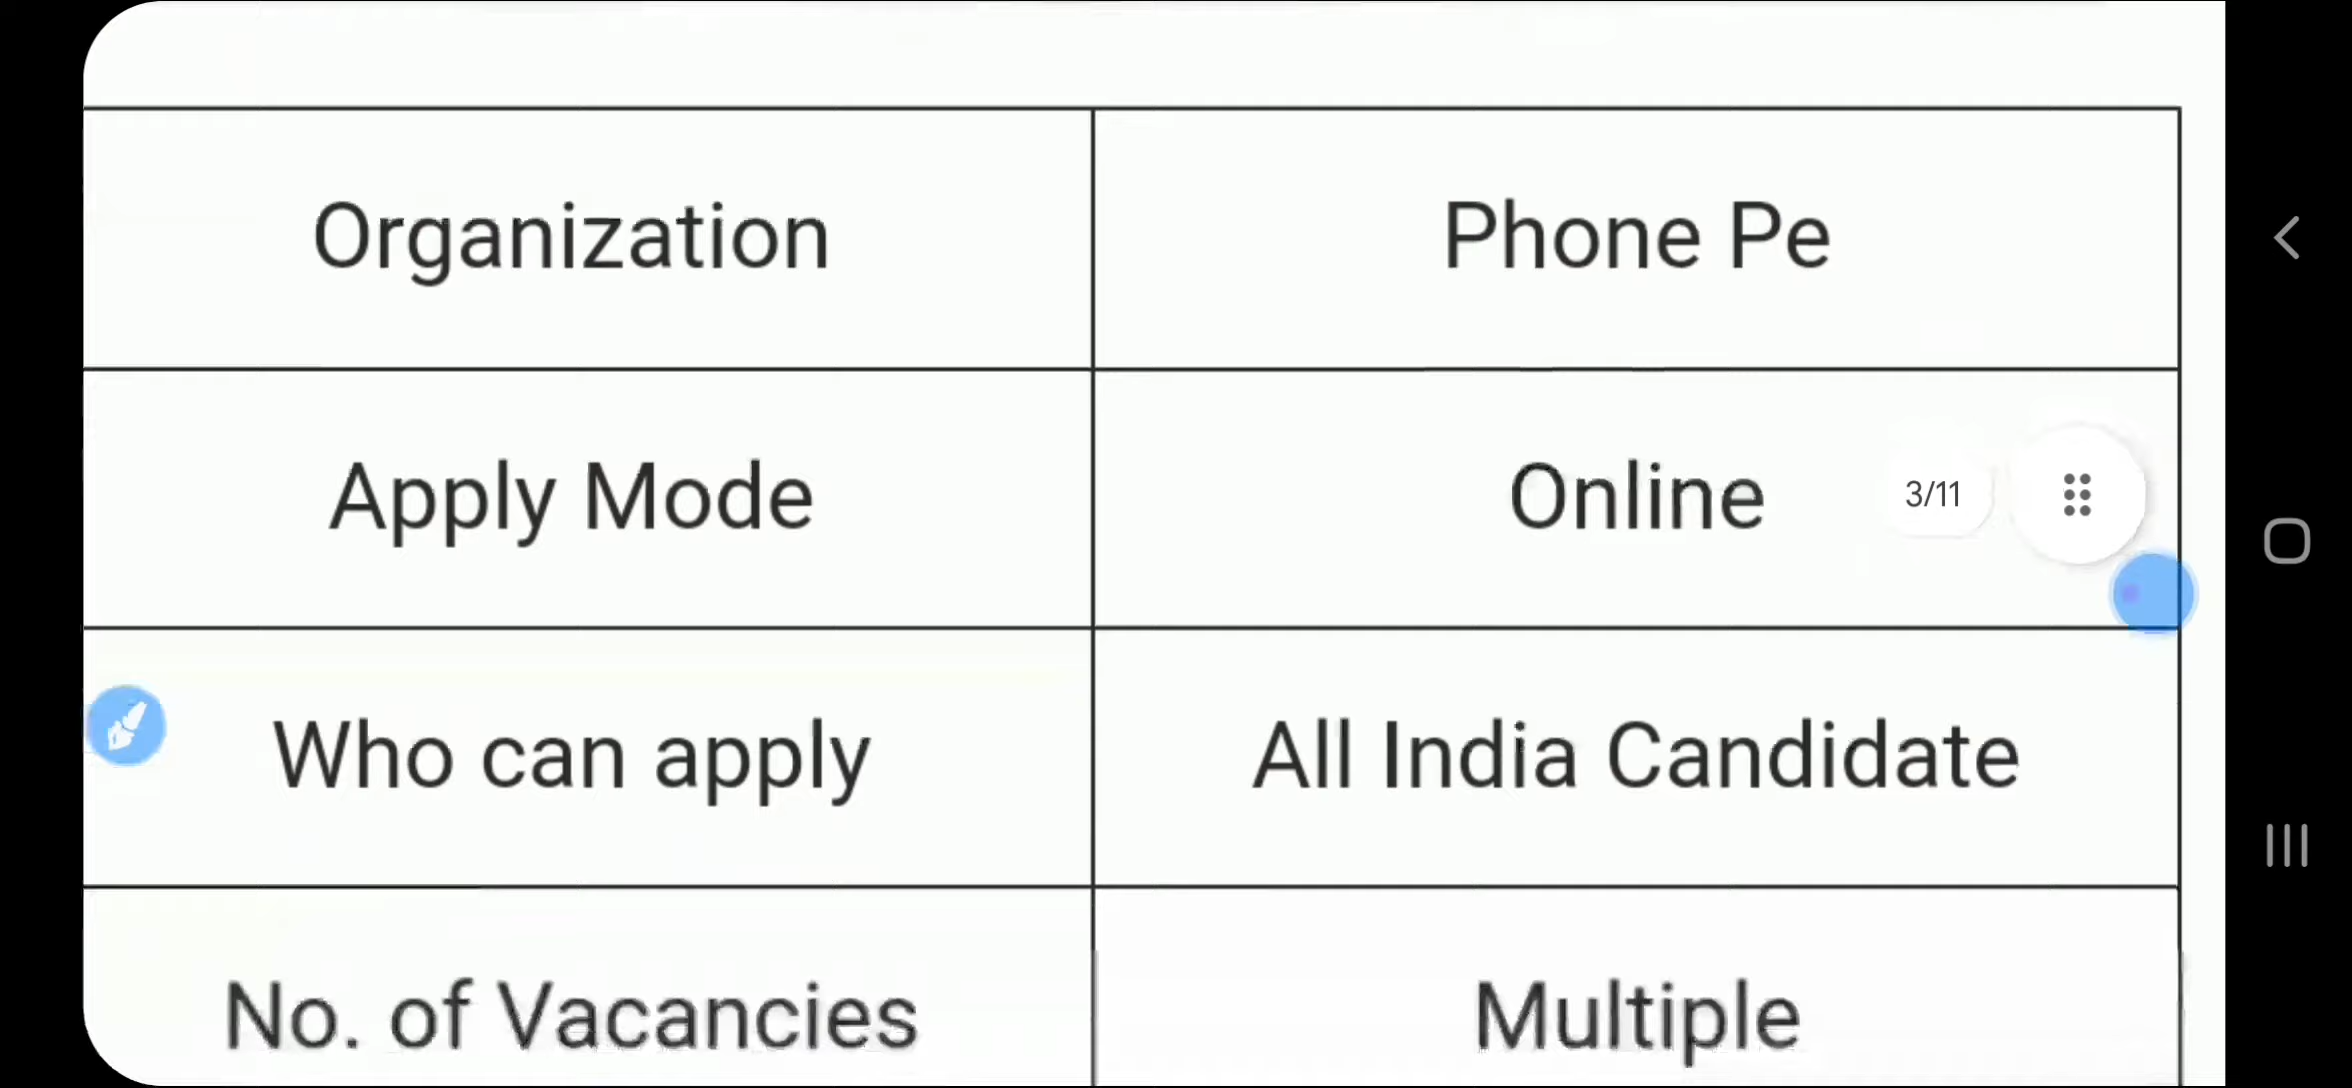 Organization Phone Pe
Apply Mode Online
3/11
Who can apply All India Candidate
No. of Vacancies Multiple